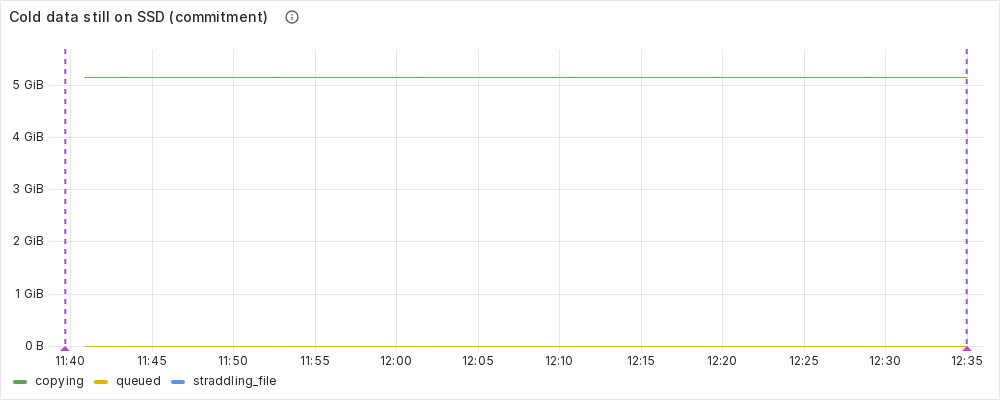 Cold data still on SSD (commitment)
5 GiB
4 GiB
3 GiB
2 GiB
1 GiB
0 B
11:40 11:45 11:50 11:55 12:00 12:05 12:10 12:15 12:20 12:25 12:30 12:35
copying queued straddling_file